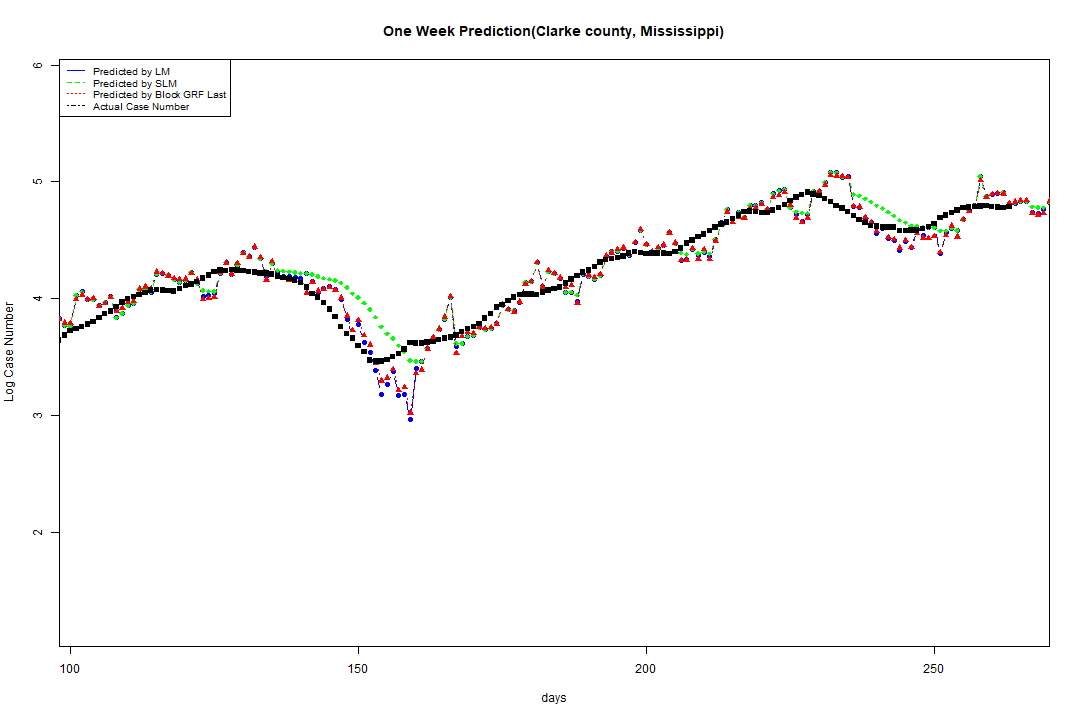 One Week Prediction(Clarke county, Mississippi)
Predicted by LM
Predicted by SLM
Predicted by Block GRF Last
Actual Case Number
6
5
4
3
2
Log Case Number
100
150
200
250
days